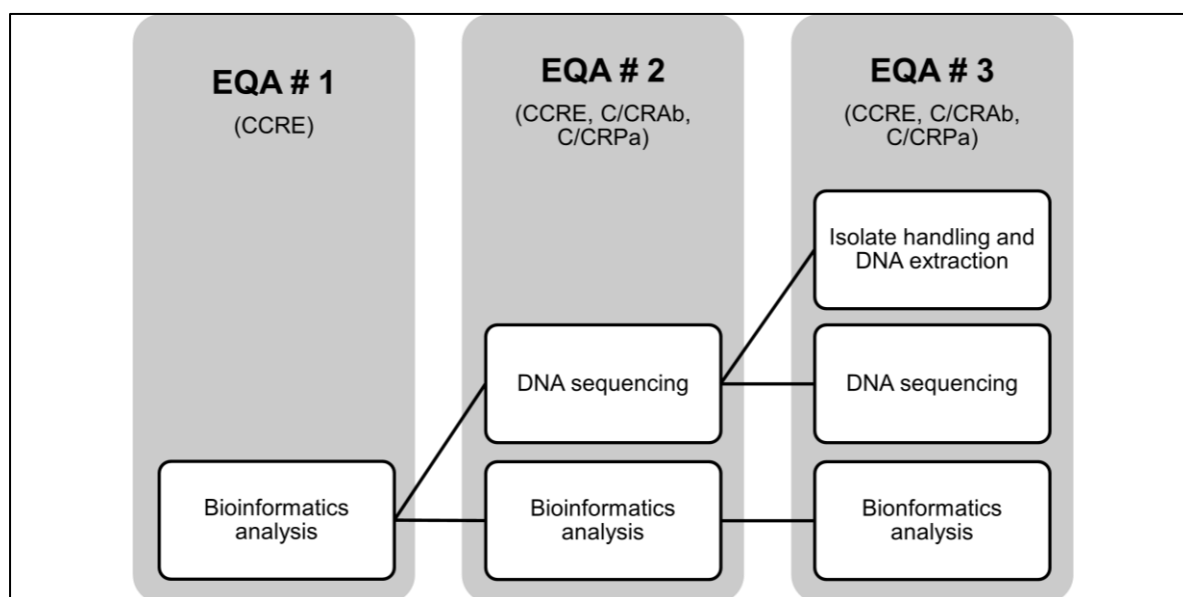 EQA # 1
(CCRE)
Bioinformatics
analysis
EQA # 2
(CCRE, C/CRAb,
C/CRPa)
DNA sequencing
Bioinformatics
analysis
EQA # 3
(CCRE, C/CRAb,
C/CRPa)
Isolate handling and
DNA extraction
DNA sequencing
Bionformatics
analysis